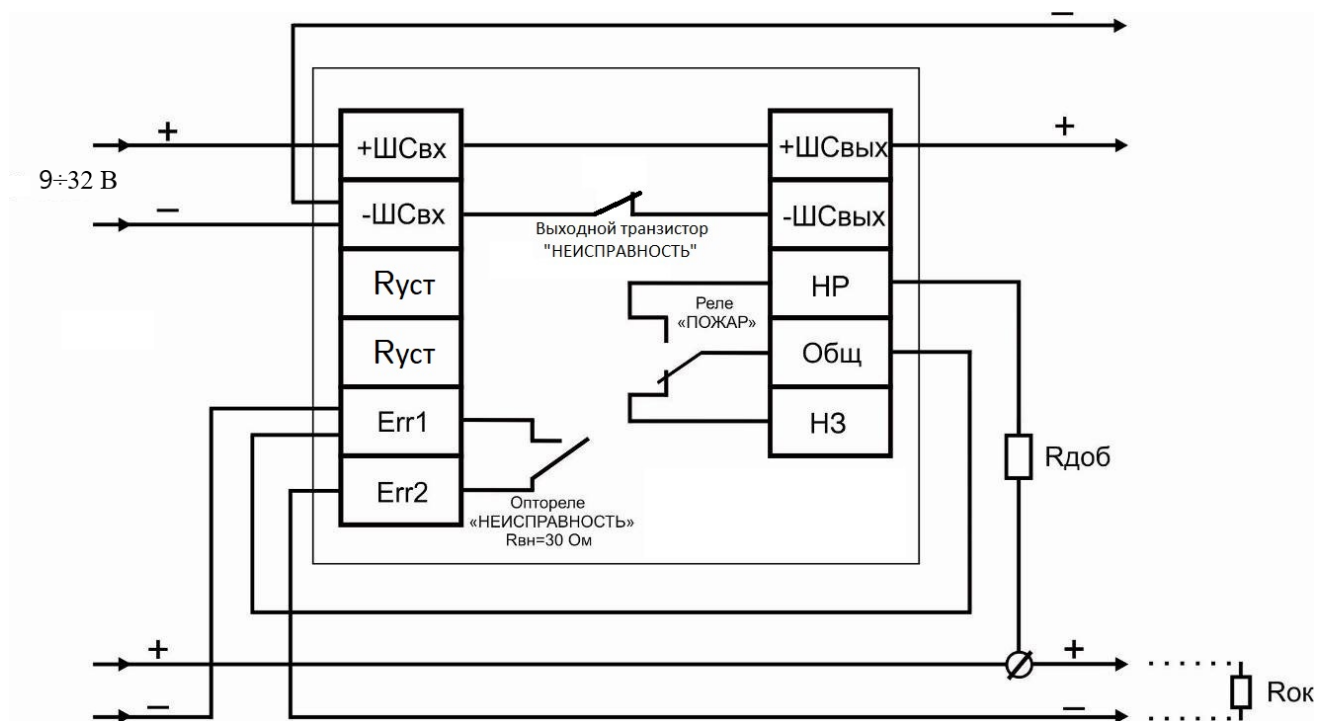 −
+
+
9÷32 В
−
+ШСвх
-ШСвх
Rуст
Rуст
Err1
Err2
Выходной транзистор
"НЕИСПРАВНОСТЬ"
Реле
«ПОЖАР»
Оптореле
«НЕИСПРАВНОСТЬ»
Rвн=30 Ом
+ШСвых
-ШСвых
НР
Общ
НЗ
Rдоб
+
+
−
−
Rок